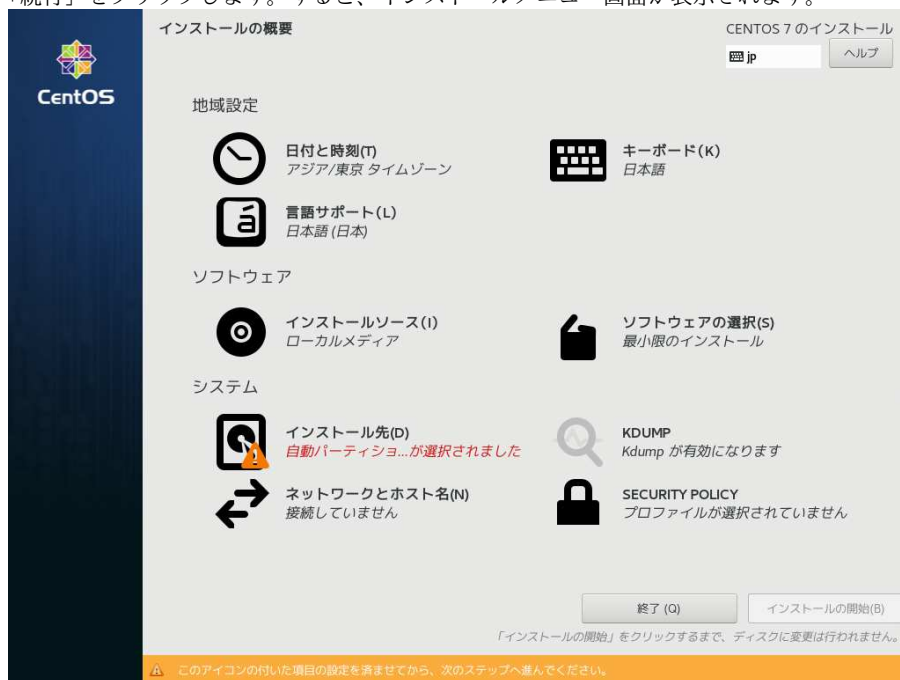 「続行」をクリックします。すると、インストールメニュー画面が表示されます。
インストールの概要
CENTOS 7 のインストール
jp
ヘルプ
CentOS
地域設定
日付と時刻(T)
アジア/東京 タイムゾーン
キーボード(K)
日本語
á
言語サポート(L)
日本語 (日本)
ソフトウェア
インストールソース(I)
ローカルメディア
ソフトウェアの選択(S)
最小限のインストール
システム
インストール先(D)
自動パーティショ...が選択されました
KDUMP
Kdump が有効になります
ネットワークとホスト名(N)
接続していません
SECURITY POLICY
プロファイルが選択されていません
終了 (Q)
インストールの開始(B)
「インストールの開始」をクリックするまで、ディスクに変更は行われません。
このアイコンの付いた項目の設定を済ませてから、次のステップへ進んでください。